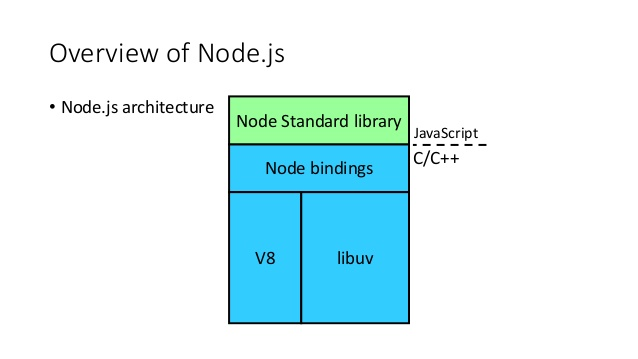 Overview of Node.js
• Node.js architecture
Node Standard library
JavaScript
C/C++
Node bindings
V8
libuv